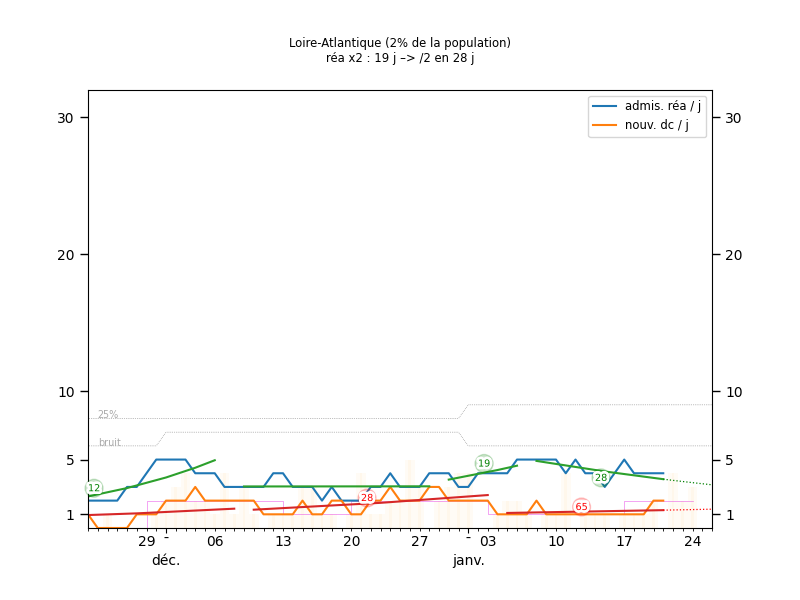 Loire-Atlantique (2% de la population)
réa x2 : 19 j –> /2 en 28 j
admis. réa / j
nouv. dc / j
30 30
20 20
10 10
25%
bruit
5 5
19
28
12
28
65
1 1
29 06 13 20 27 03 10 17 24
déc. janv.